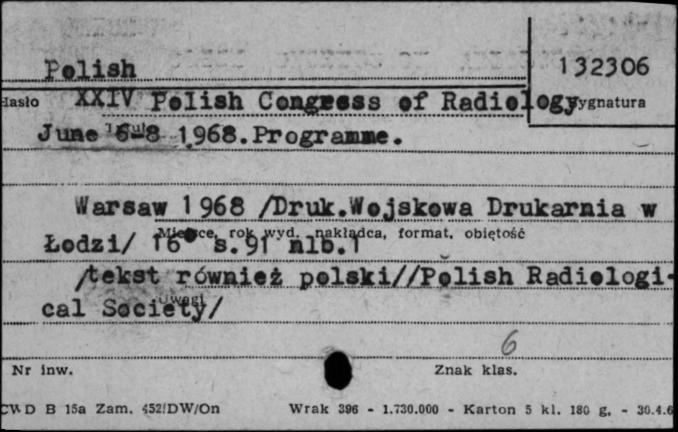 Polish
132306
Hasło XXIV Polish Congress of Radiology Sygnatura
June 6-8 1968.Programme.
Warsaw 1968 /Druk.Wojskowa Drukarnia w
Miejsce, rok wyd. nakładca, format, objętość
Łodzi/ 16° s.91 nlb.1
/tekst również polski//Polish Radiologi-
cal Society/
Uwagi
6
Nr inw. Znak klas.
CWD B 15a Zam. 452/DW/On Wrak 396 - 1.730.000 - Karton 5 kl. 180 g. - 30.4.6